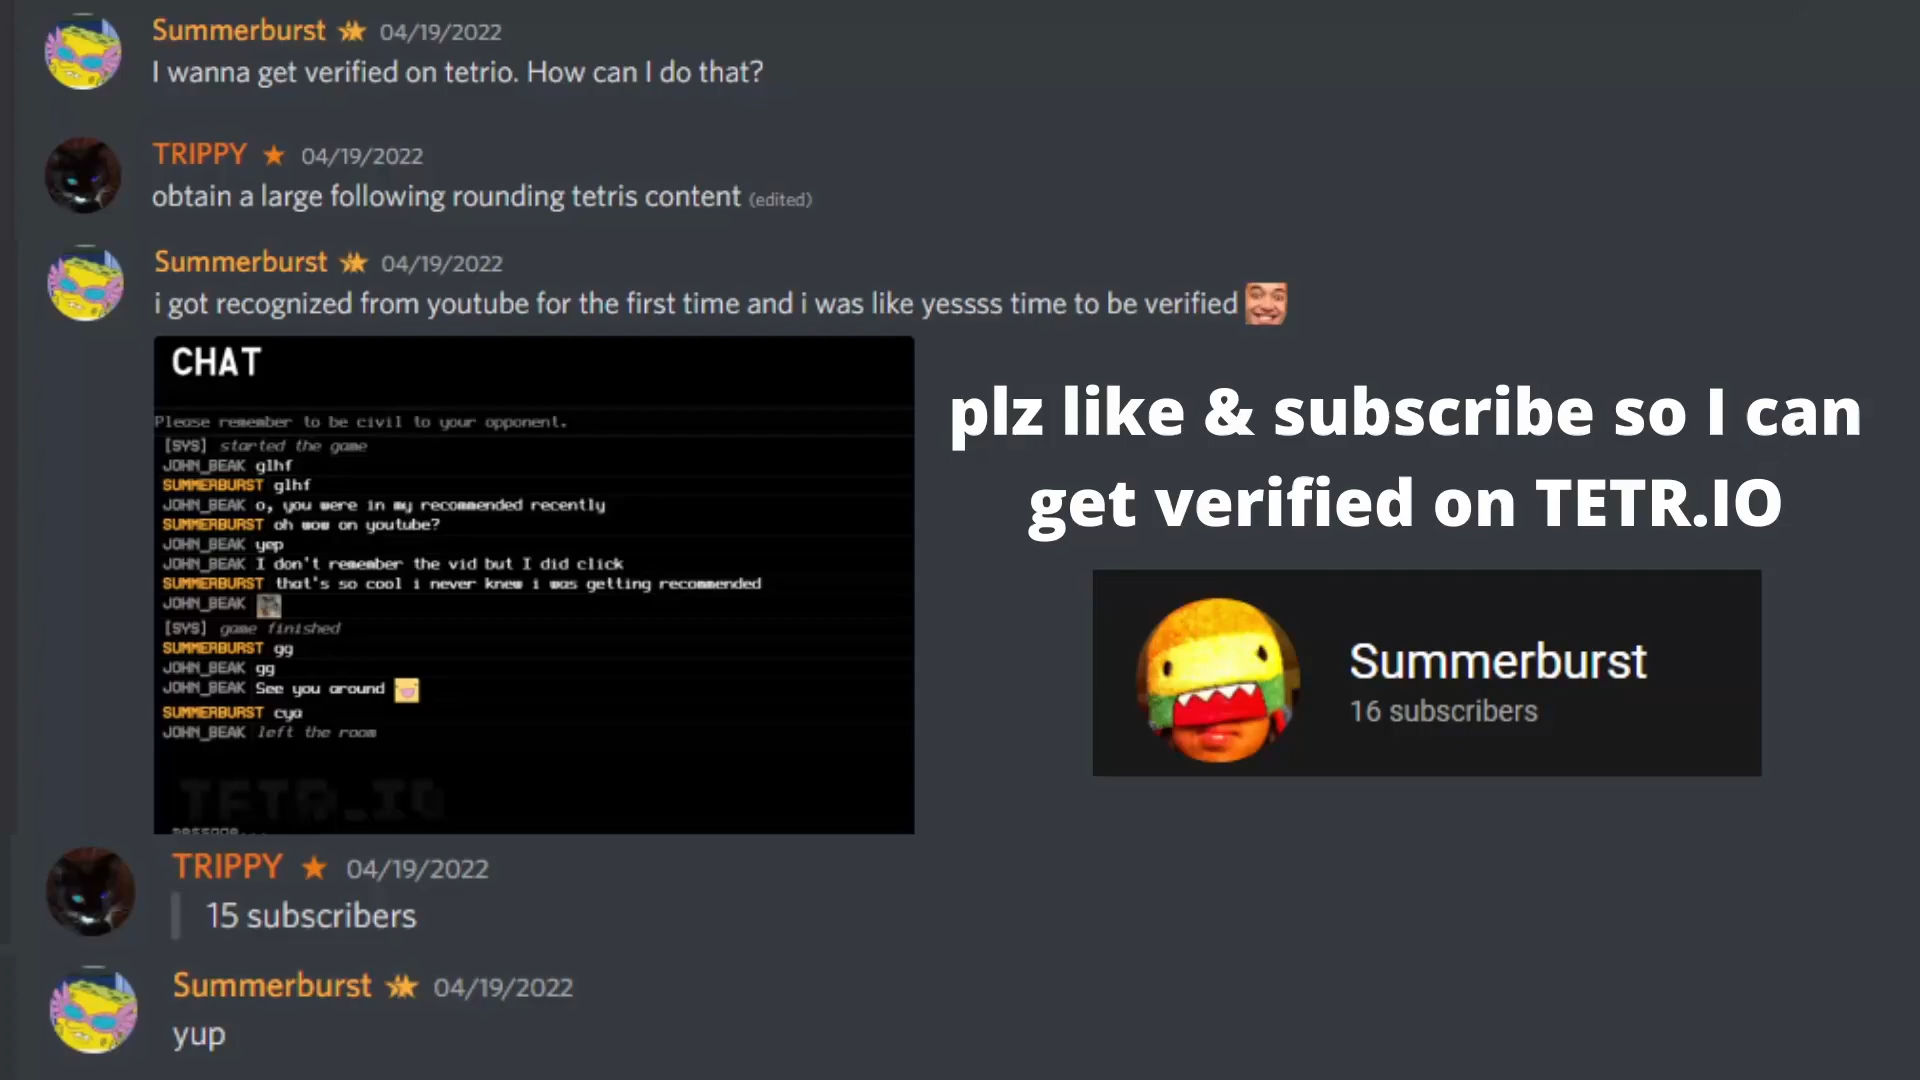 Summerburst 04/19/2022
I wanna get verified on tetrio. How can I do that?
TRIPPY 04/19/2022
obtain a large following rounding tetris content (edited)
Summerburst 04/19/2022
i got recognized from youtube for the first time and i was like yessss time to be verified
CHAT
Please remember to be civil to your opponent.
[SYS] started the game
JOHN_BEAK glhf
SUMMERBURST glhf
JOHN_BEAK o, you were in my recommended recently
SUMMERBURST oh wow on youtube?
JOHN_BEAK yep
JOHN_BEAK I don't remember the vid but I did click
SUMMERBURST that's so cool i never knew i was getting recommended
JOHN_BEAK
[SYS] game finished
SUMMERBURST gg
JOHN_BEAK gg
JOHN_BEAK See you around
SUMMERBURST cya
JOHN_BEAK left the room
TETR.IO
message...
plz like & subscribe so I can
get verified on TETR.IO
Summerburst
16 subscribers
TRIPPY 04/19/2022
15 subscribers
Summerburst 04/19/2022
yup